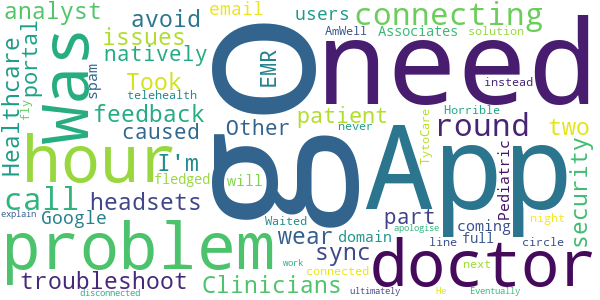 analyst
avoid
email
users
connecting
AmWell
Associates
solution
issues
natively
portal
Healthcare
fly
spam
Took
telehealth
EMR
go
need
instead
was
feedback
caused
Other
patient
never
Horrible
round
two
hour
I'm
fledged
will
App
TytoCare
Pediatric
security
call
headsets
Google
Waited
wear
domain
part
apologise
coming
night
explain
problem
troubleshoot
Clinicians
sync
line
full
circle
doctor
connected
next
work
disconnected
ultimately
He
Eventually